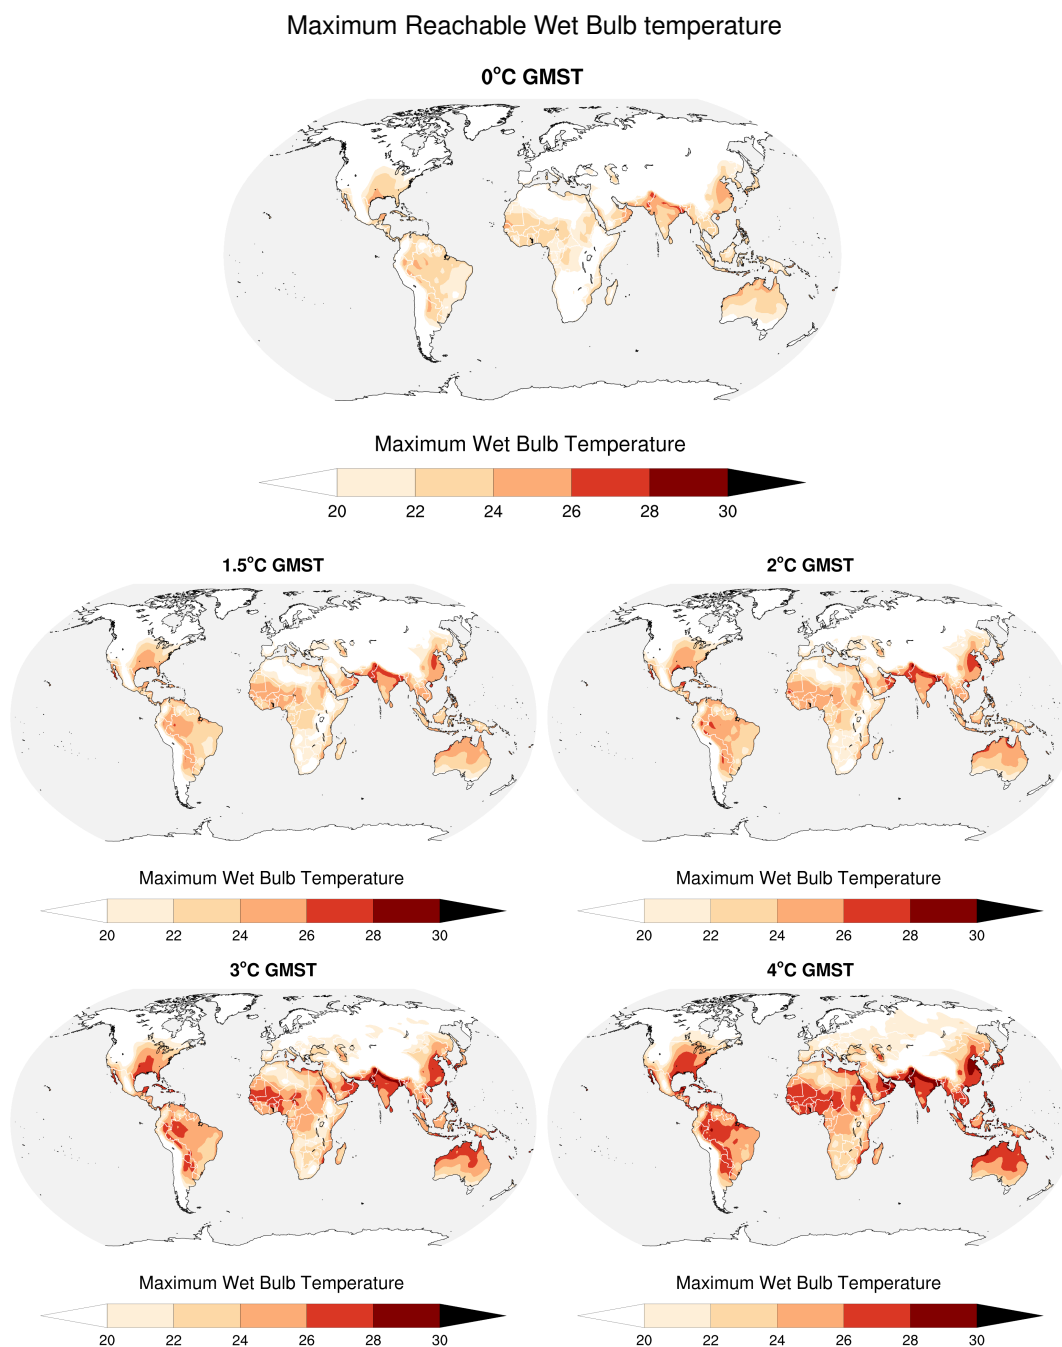 Maximum Reachable Wet Bulb temperature
0°C GMST
Maximum Wet Bulb Temperature
20 22 24 26 28 30
1.5°C GMST
2°C GMST
Maximum Wet Bulb Temperature
Maximum Wet Bulb Temperature
20 22 24 26 28 30
20 22 24 26 28 30
3°C GMST
4°C GMST
Maximum Wet Bulb Temperature
Maximum Wet Bulb Temperature
20 22 24 26 28 30
20 22 24 26 28 30